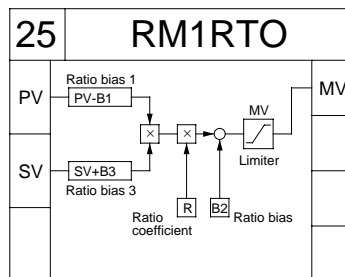 25
RM1RTO
Ratio bias 1
PV
PV-B1
MV
MV
×
×
Limiter
SV
SV+B3
Ratio bias 3
Ratio
coefficient
R
B2
Ratio bias